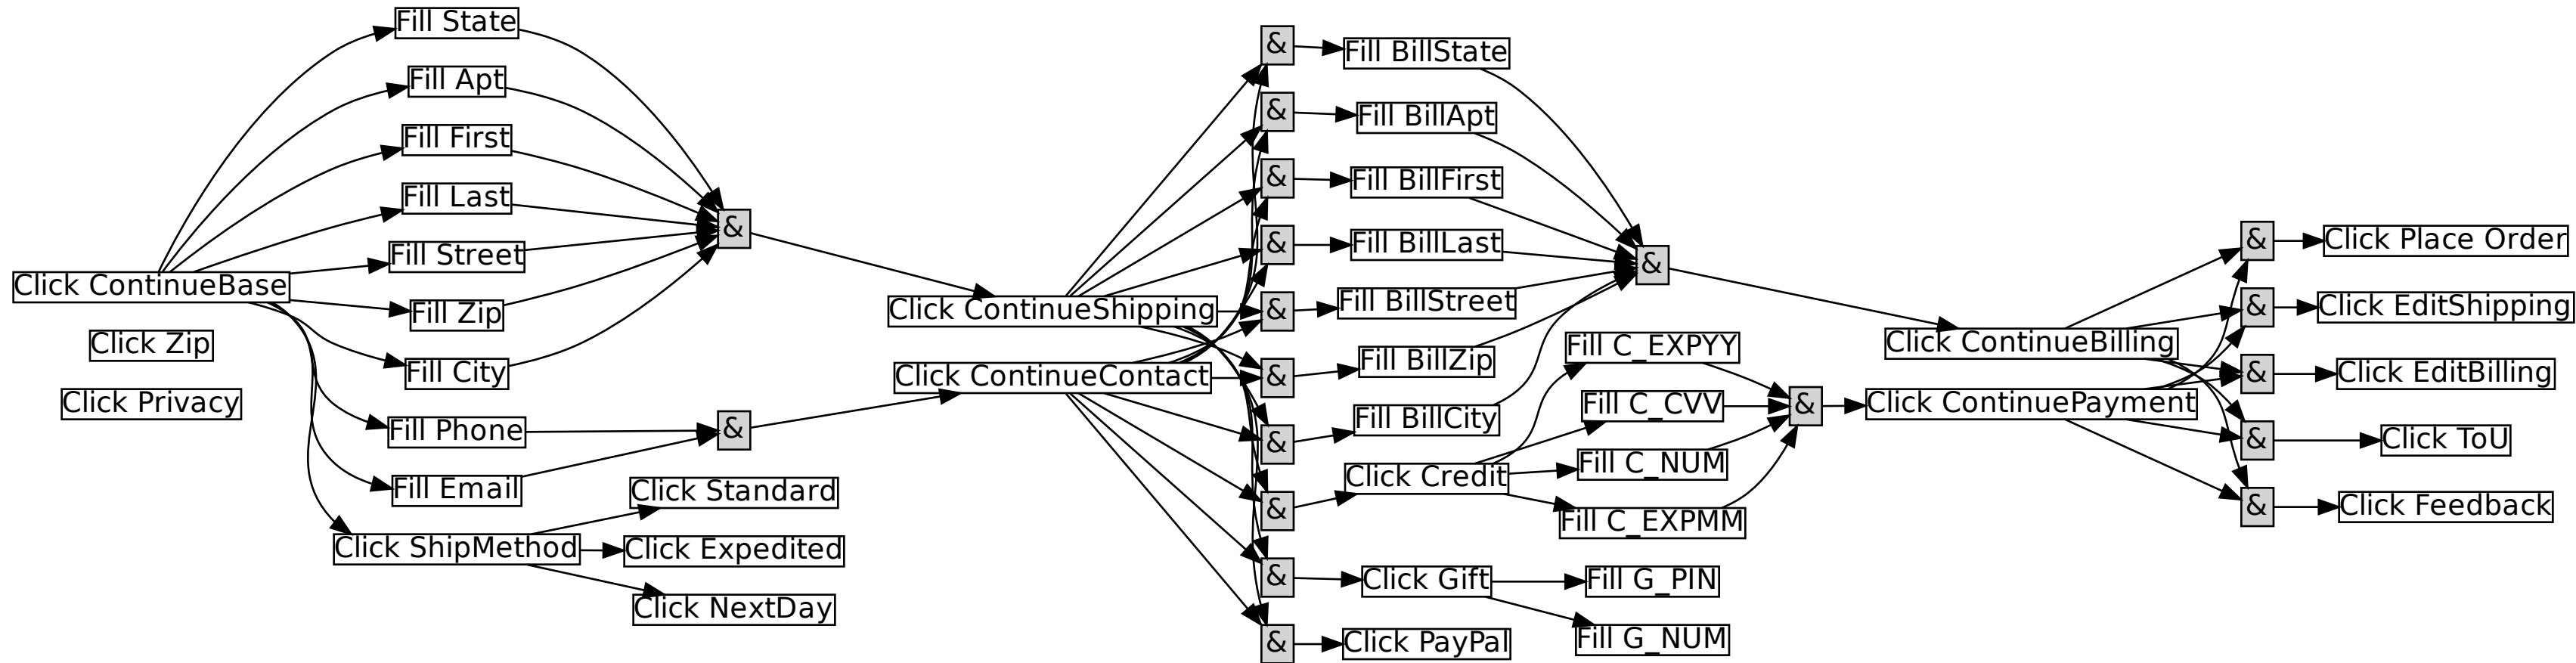 Fill State
Fill Apt
Fill First
Fill Last
Fill Street
Click ContinueBase
Fill Zip
Click Zip
Fill City
Click Privacy
Fill Phone
Fill Email
Click ShipMethod
&
&
Click Standard
Click Expedited
Click NextDay
Click ContinueShipping
Click ContinueContact
&
&
&
&
&
&
&
&
&
&
Fill BillState
Fill BillApt
Fill BillFirst
Fill BillLast
Fill BillStreet
Fill BillZip
Fill BillCity
Click Credit
Click Gift
Click PayPal
&
Fill C_EXPYY
Fill C_CVV
Fill C_NUM
Fill C_EXPMM
Fill G_PIN
Fill G_NUM
&
Click ContinueBilling
Click ContinuePayment
&
&
&
&
&
Click Place Order
Click EditShipping
Click EditBilling
Click ToU
Click Feedback